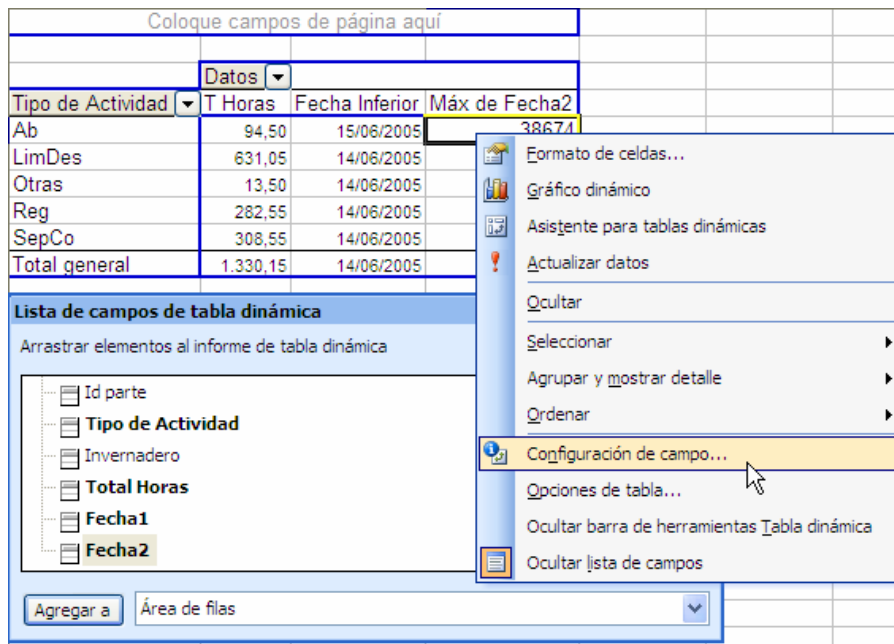 Coloque campos de página aquí
Datos
Tipo de Actividad T Horas Fecha Inferior Máx de Fecha2
Ab 94,50 15/06/2005 38674
LimDes 631,05 14/06/2005
Otras 13,50 14/06/2005
Reg 282,55 14/06/2005
SepCo 308,55 14/06/2005
Total general 1.330,15 14/06/2005
Formato de celdas...
Gráfico dinámico
Asistente para tablas dinámicas
Actualizar datos
Ocultar
Seleccionar
Agrupar y mostrar detalle
Ordenar
Configuración de campo...
Opciones de tabla...
Ocultar barra de herramientas Tabla dinámica
Ocultar lista de campos
Lista de campos de tabla dinámica
Arrastrar elementos al informe de tabla dinámica
Id parte
Tipo de Actividad
Invernadero
Total Horas
Fecha1
Fecha2
Agregar a Área de filas